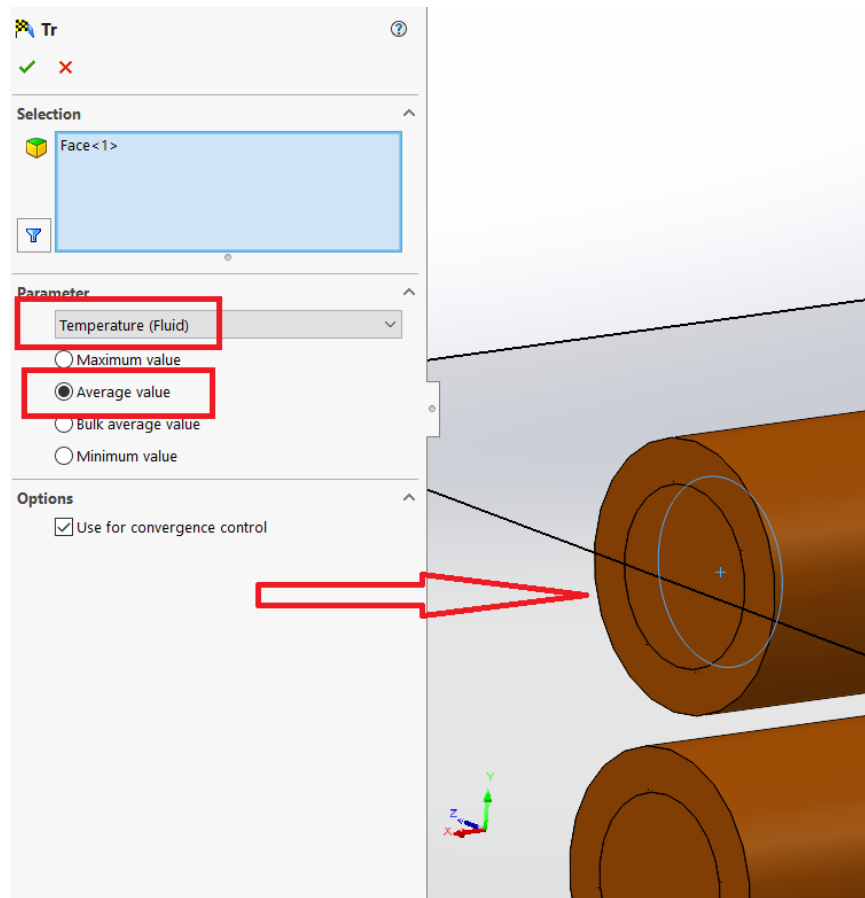 Tr
Selection
Face<1>
Parameter
Temperature (Fluid)
Maximum value
Average value
Bulk average value
Minimum value
Options
Use for convergence control
Y
Z
X